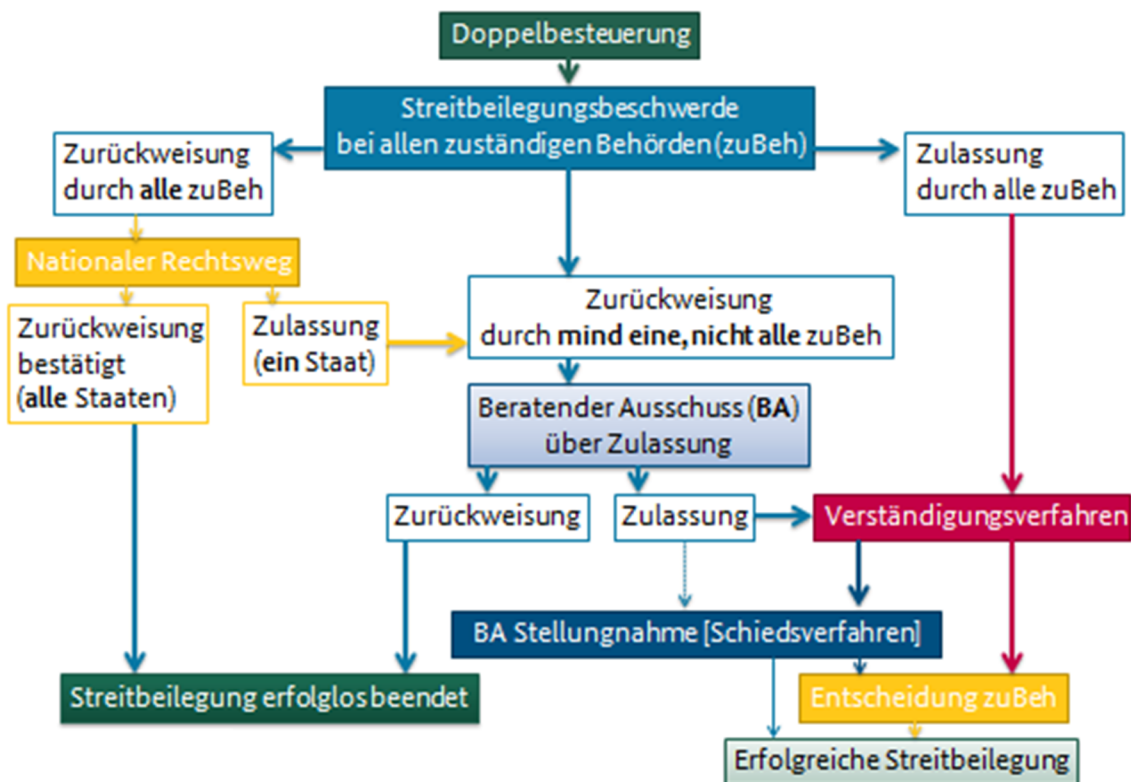 Doppelbesteuerung
Streitbeilegungsbeschwerde
bei allen zuständigen Behörden (zuBeh)
Zurückweisung
durch alle zuBeh
Zulassung
durch alle zuBeh
Nationaler Rechtsweg
Zurückweisung
bestätigt
(alle Staaten)
Zulassung
(ein Staat)
Zurückweisung
durch mind eine, nicht alle zuBeh
Beratender Ausschuss (BA)
über Zulassung
Zurückweisung
Zulassung
Verständigungsverfahren
BA Stellungnahme [Schiedsverfahren]
Streitbeilegung erfolglos beendet
Entscheidung zuBeh
Erfolgreiche Streitbeilegung